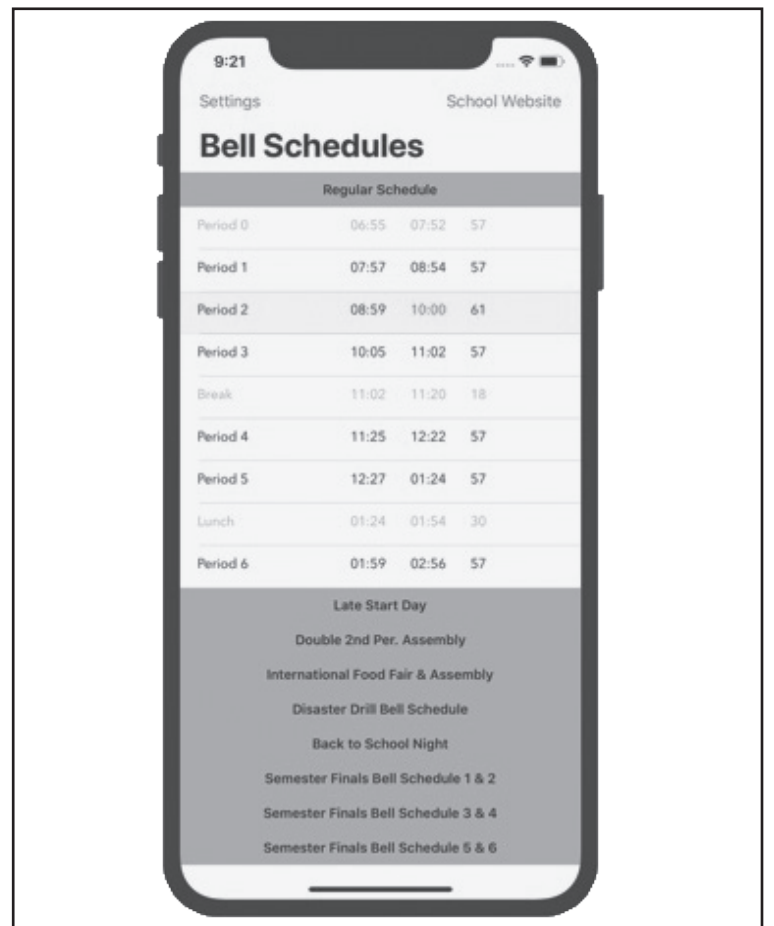 9:21
Settings School Website
Bell Schedules
Regular Schedule
Period 0 06:55 07:52 57
Period 1 07:57 08:54 57
Period 2 08:59 10:00 61
Period 3 10:05 11:02 57
Break 11:02 11:20 18
Period 4 11:25 12:22 57
Period 5 12:27 01:24 57
Lunch 01:24 01:54 30
Period 6 01:59 02:56 57
Late Start Day
Double 2nd Per. Assembly
International Food Fair & Assembly
Disaster Drill Bell Schedule
Back to School Night
Semester Finals Bell Schedule 1 & 2
Semester Finals Bell Schedule 3 & 4
Semester Finals Bell Schedule 5 & 6